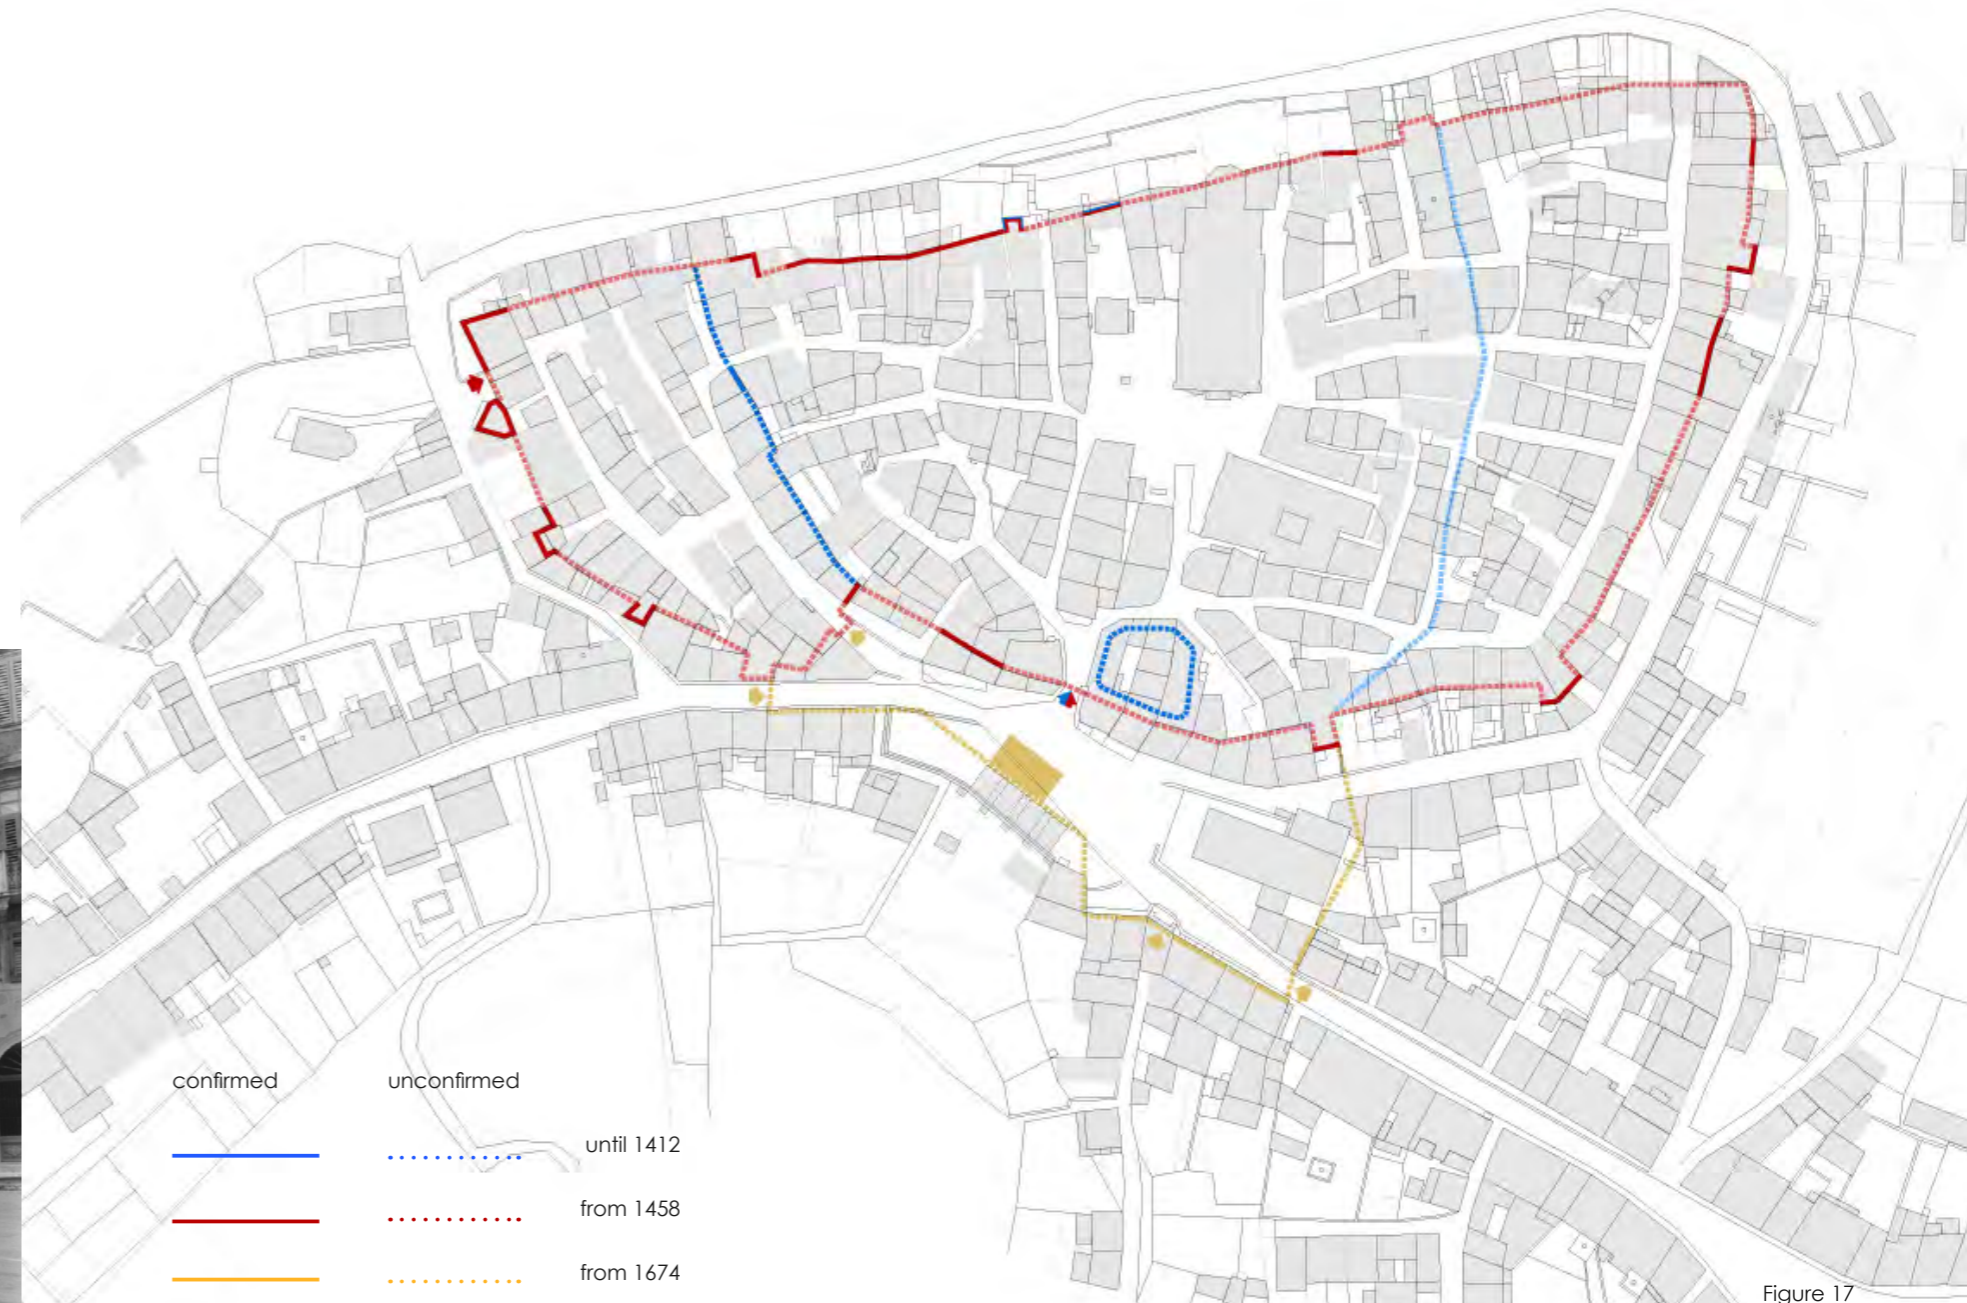 confirmed unconfirmed
until 1412
from 1458
from 1674
Figure 17